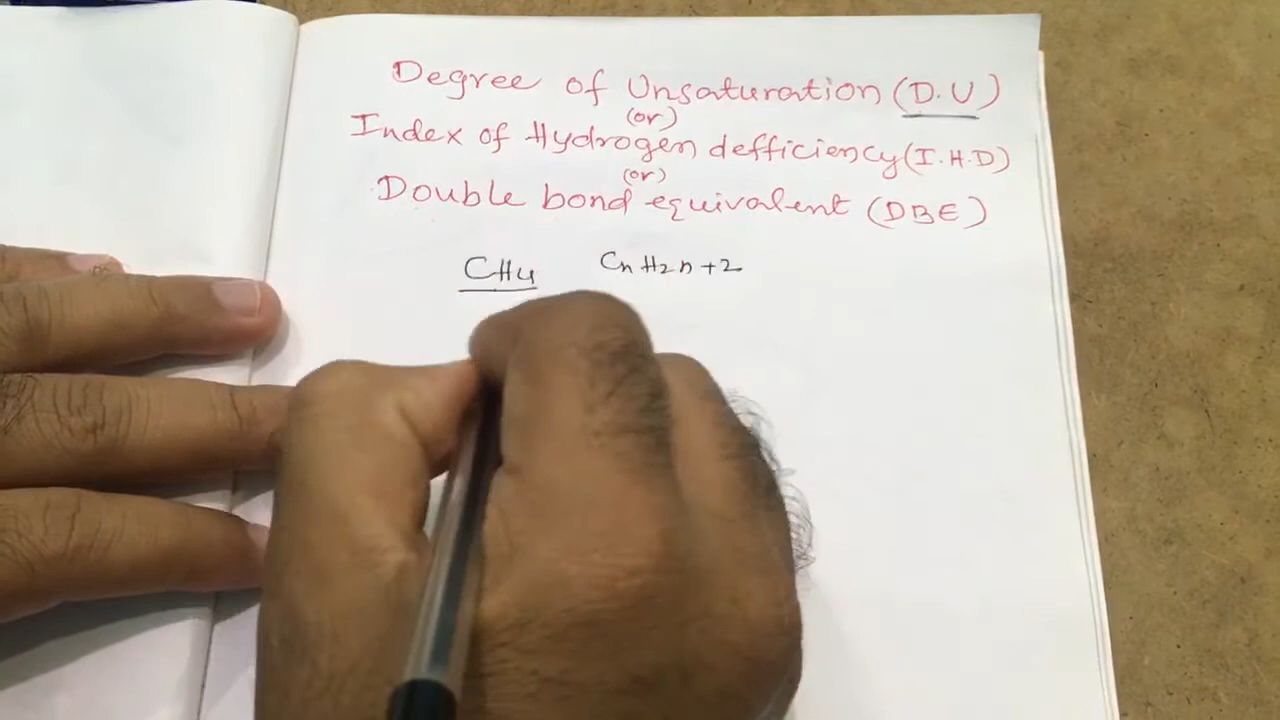 Degree of Unsaturation (D.U)
(or)
Index of Hydrogen defficiency (I.H.D)
(or)
Double bond equivalent (DBE)
CH4 CnH2n+2